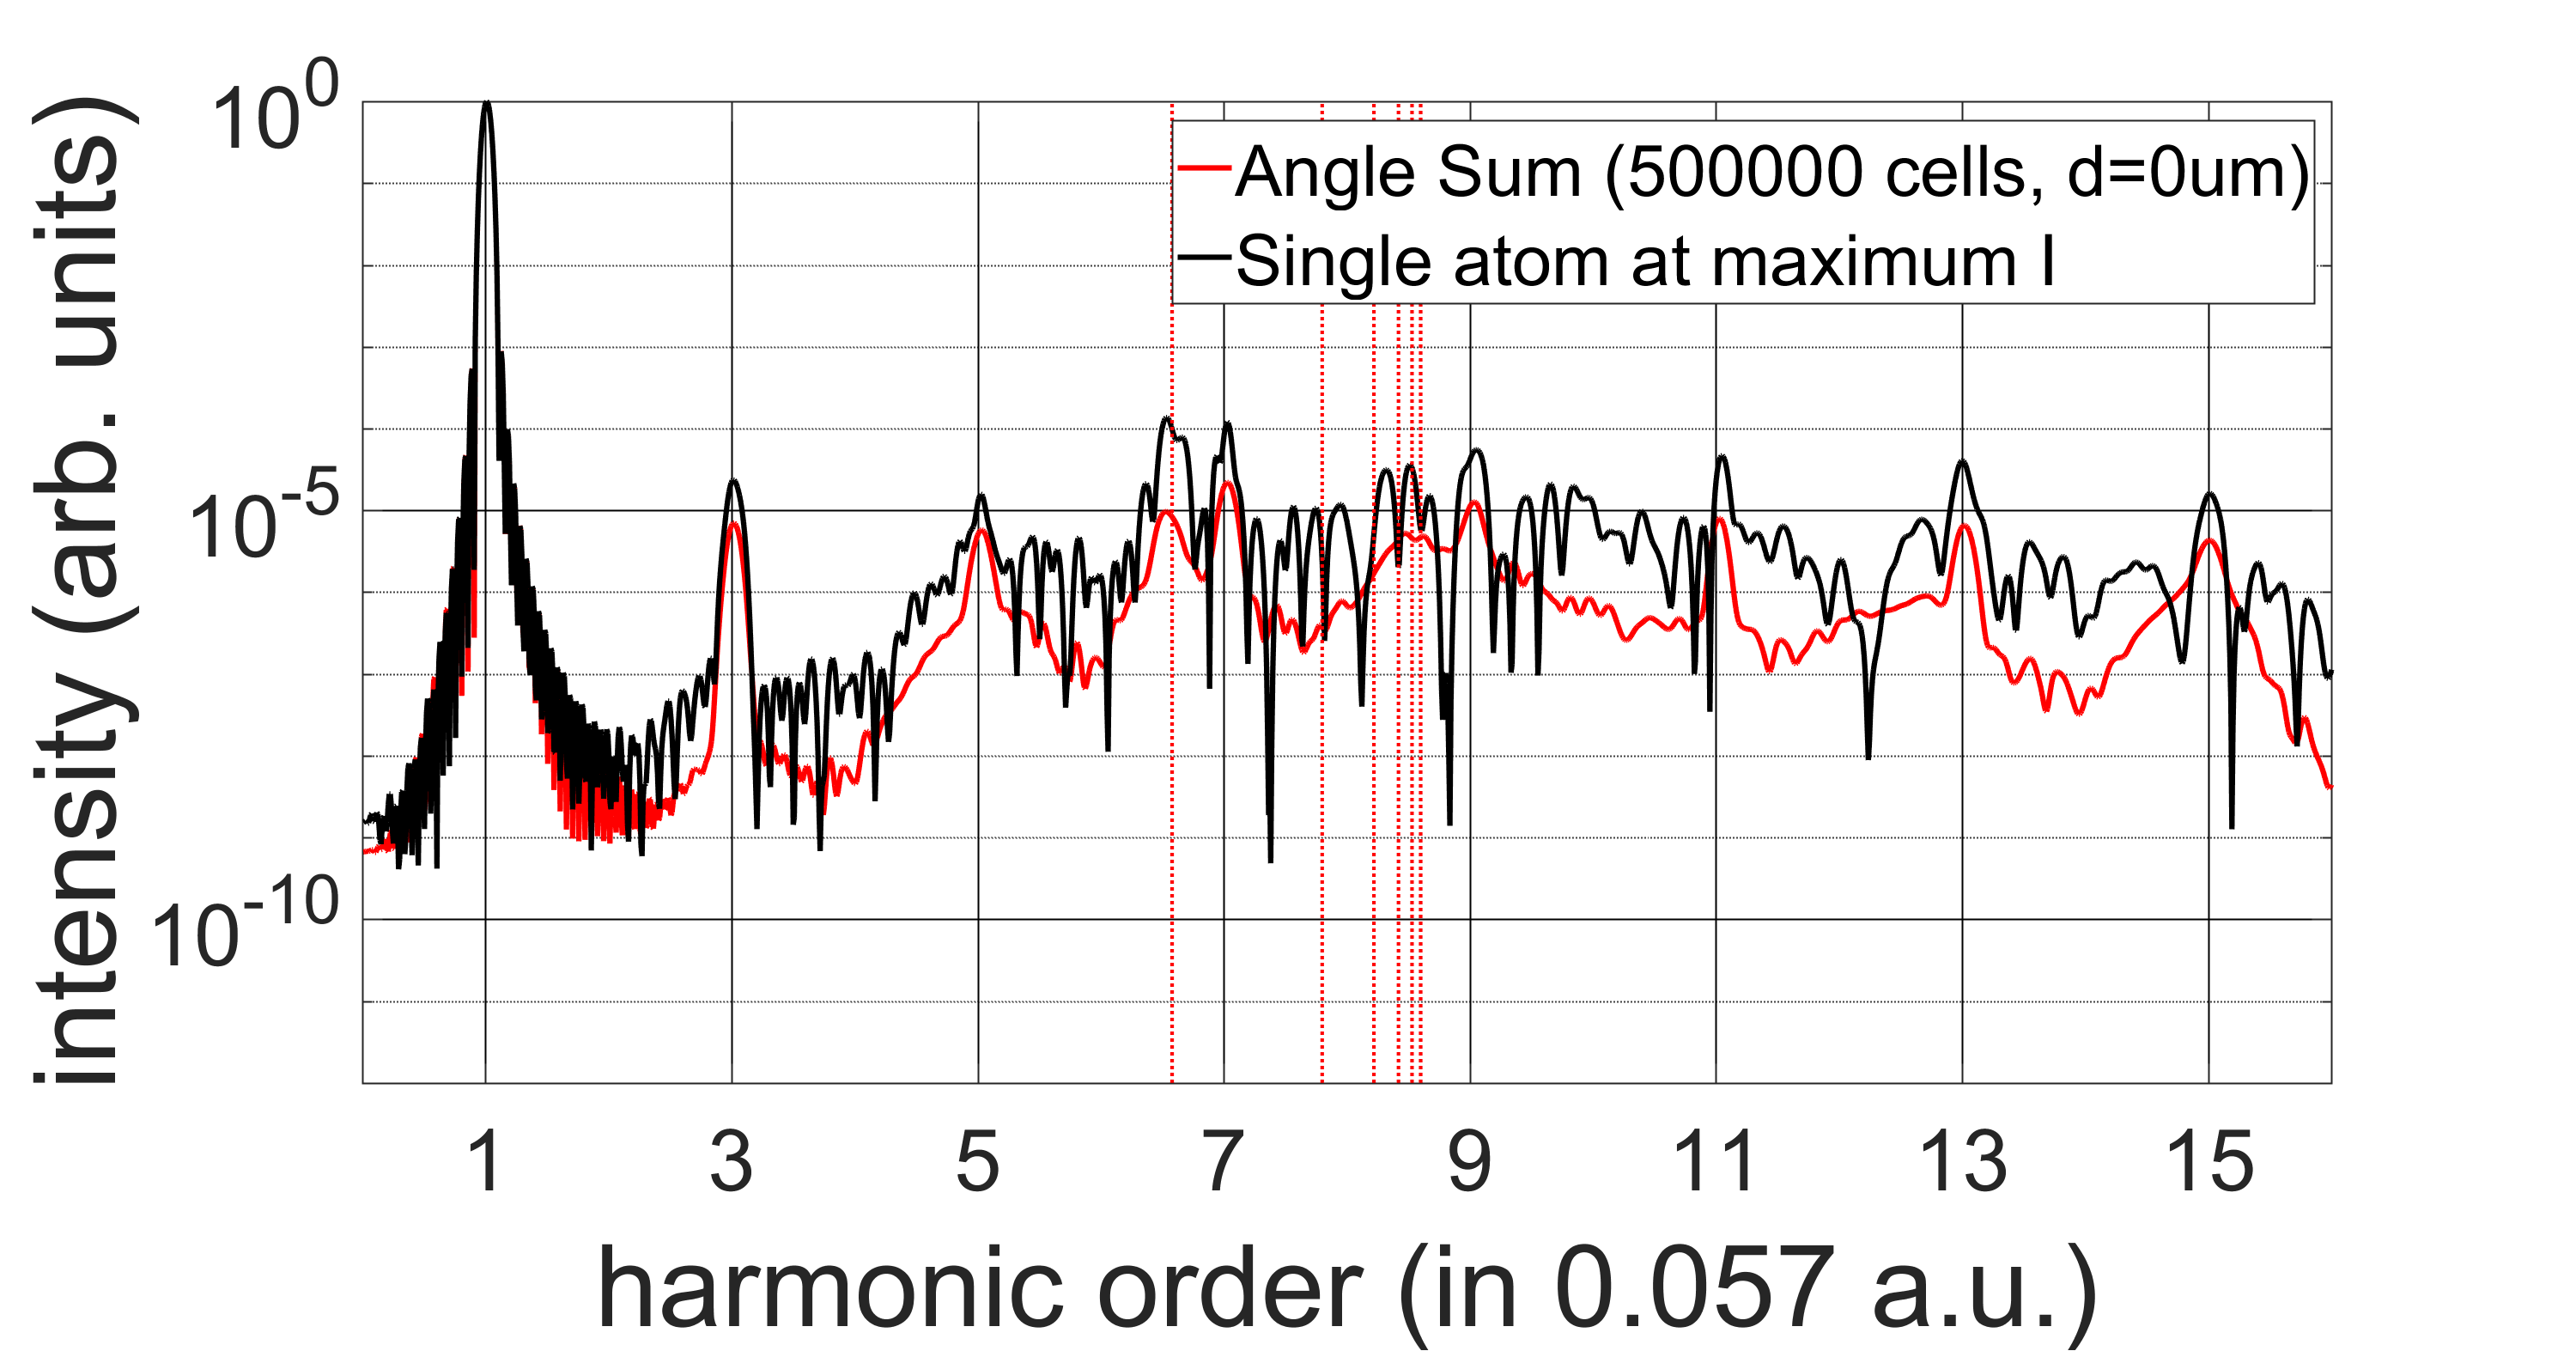 intensity (arb. units)
10^0
10^-5
10^-10
Angle Sum (500000 cells, d=0um)
Single atom at maximum I
1 3 5 7 9 11 13 15
harmonic order (in 0.057 a.u.)